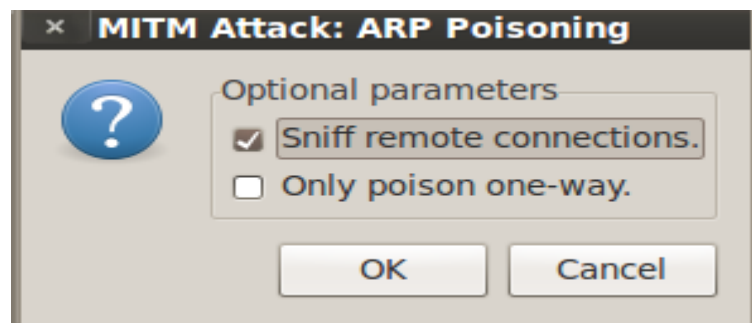 × MITM Attack: ARP Poisoning
Optional parameters
Sniff remote connections.
Only poison one-way.
OK Cancel